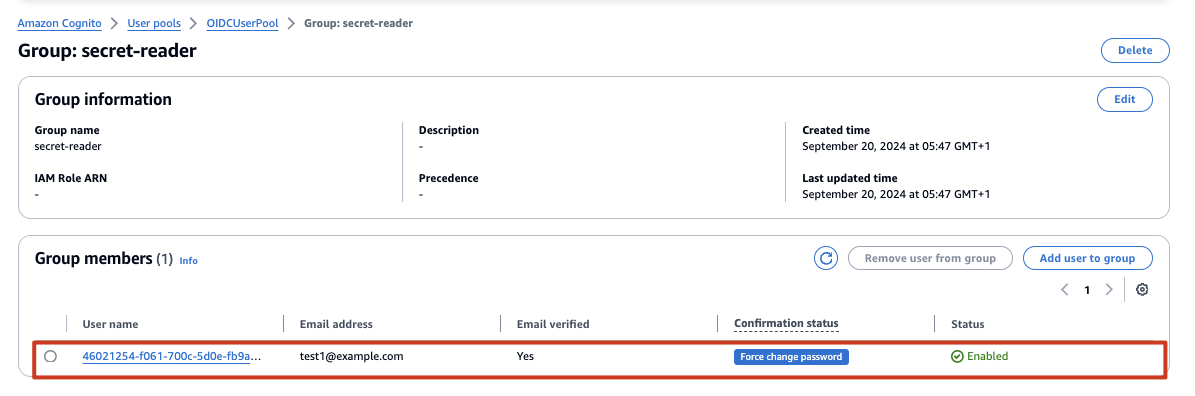 Amazon Cognito > User pools > OIDCUserPool > Group: secret-reader
Group: secret-reader
Delete
Group information
Edit
Group name
secret-reader
Description
-
Created time
September 20, 2024 at 05:47 GMT+1
IAM Role ARN
-
Precedence
-
Last updated time
September 20, 2024 at 05:47 GMT+1
Group members (1) Info
Remove user from group
Add user to group
< 1 >
User name Email address Email verified Confirmation status Status
46021254-f061-700c-5d0e-fb9a... test1@example.com Yes Force change password Enabled